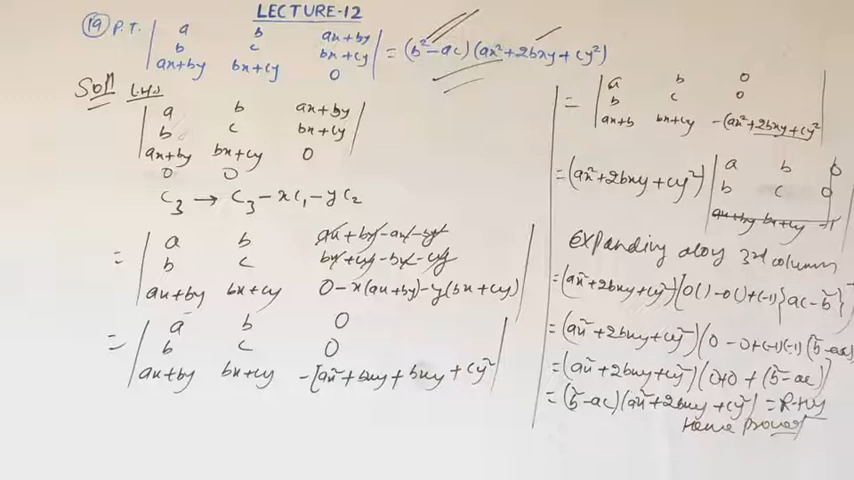 LECTURE-12
(19) P.T. | a b ax+by |
| b c bx+cy | = (b²-ac)(ax²+2bxy+cy²)
| ax+by bx+cy 0 |
Soln L.H.S
| a b ax+by |
| b c bx+cy |
| ax+by bx+cy 0 |
0 0
C₃ → C₃ - xC₁ - yC₂
= | a b ax+by-ax-by |
| b c bx+cy-bx-cy |
| ax+by bx+cy 0-x(ax+by)-y(bx+cy) |
= | a b 0 |
| b c 0 |
| ax+by bx+cy -[ax²+bxy+bxy+cy² |
= | a b 0 |
| b c 0 |
| ax+b bx+cy -(ax²+2bxy+cy² |
= (ax²+2bxy+cy²) | a b 0 |
| b c 0 |
| ax+by bx+cy -1 |
Expanding along 3rd column
= (ax²+2bxy+cy²)[0()-0()+(-1){ac-b²}]
= (ax²+2bxy+cy²)(0-0+(-1)(-1)(b²-ac)
= (ax²+2bxy+cy²)(0+0+(b²-ac)
= (b²-ac)(ax²+2bxy+cy²) = RHS
Hence proved